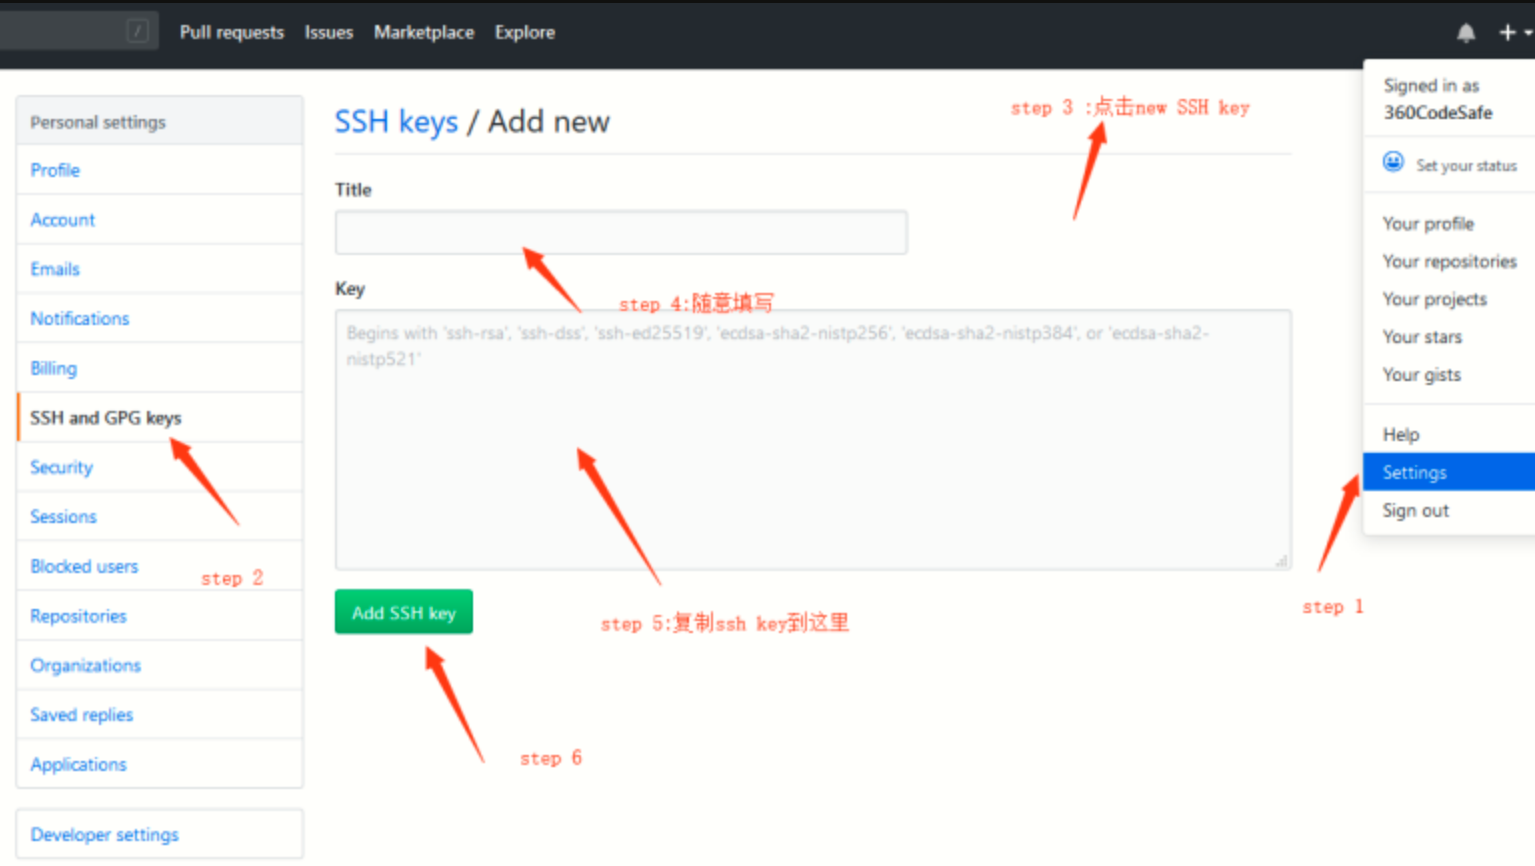 /
Pull requests
Issues
Marketplace
Explore
Signed in as
360CodeSafe
Set your status
Your profile
Your repositories
Your projects
Your stars
Your gists
Help
Settings
Sign out
step 1
Personal settings
Profile
Account
Emails
Notifications
Billing
SSH and GPG keys
Security
Sessions
Blocked users
step 2
Repositories
Organizations
Saved replies
Applications
Developer settings
SSH keys / Add new
step 3 :点击new SSH key
Title
step 4:随意填写
Key
Begins with 'ssh-rsa', 'ssh-dss', 'ssh-ed25519', 'ecdsa-sha2-nistp256', 'ecdsa-sha2-nistp384', or 'ecdsa-sha2-
nistp521'
step 5:复制ssh key到这里
Add SSH key
step 6